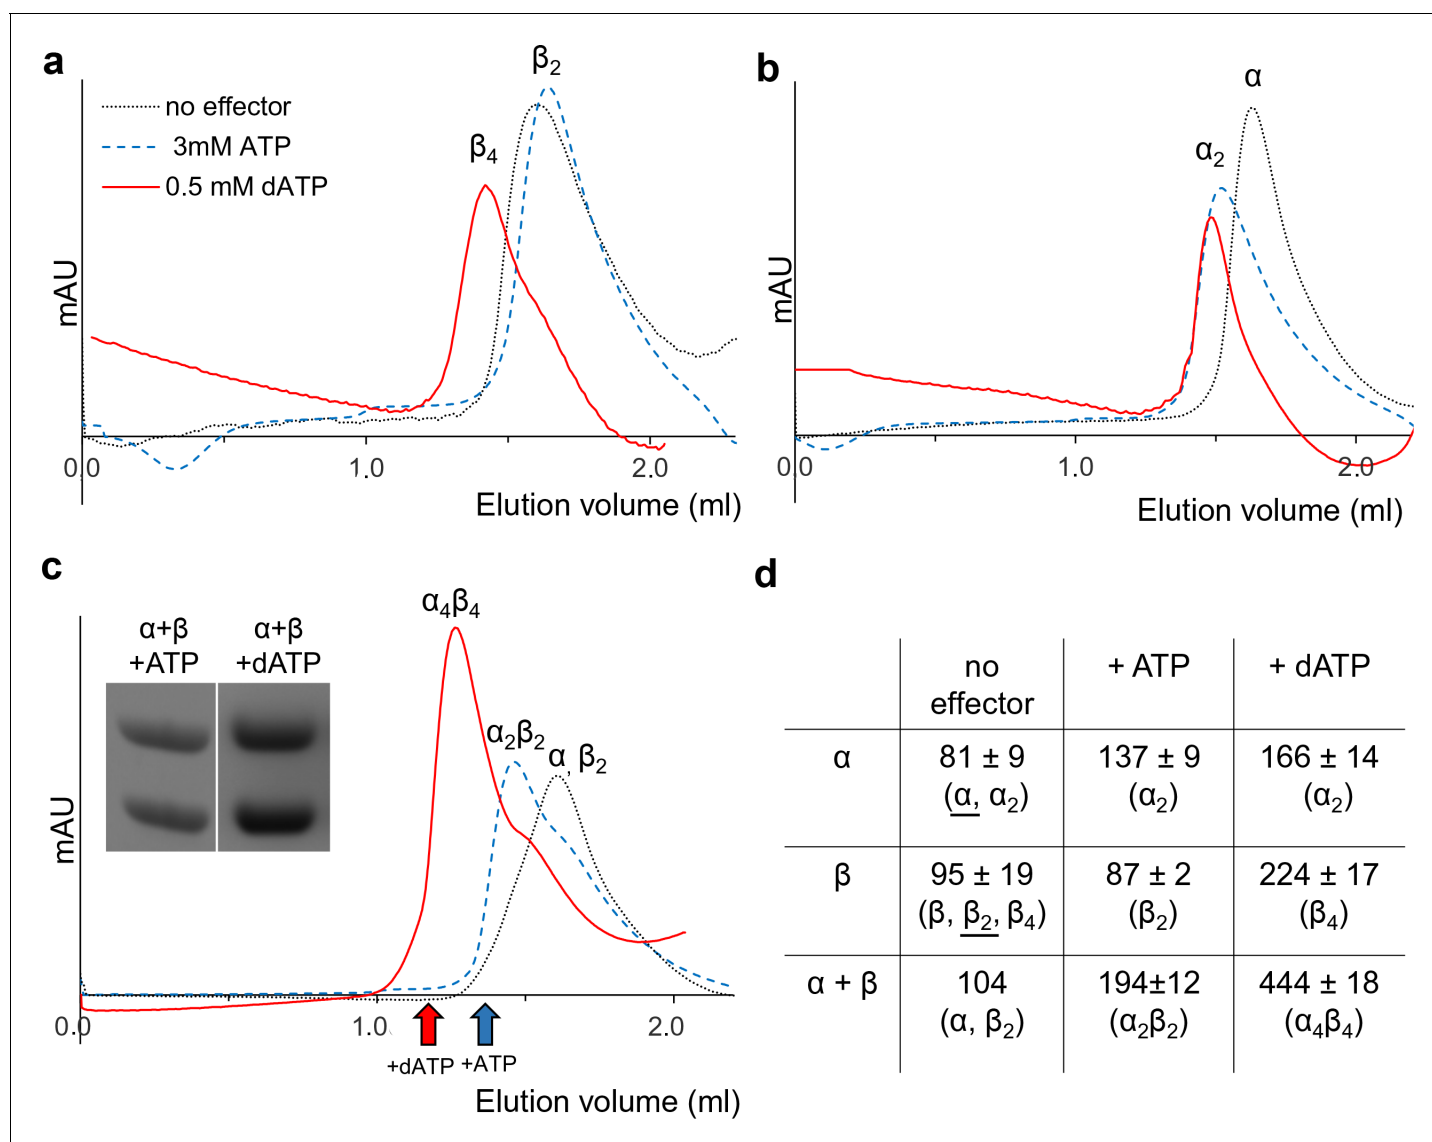 a
no effector
3mM ATP
0.5 mM dATP
β4
β2
mAU
0.0
1.0
2.0
Elution volume (ml)
b
α2
α
mAU
0.0
1.0
2.0
Elution volume (ml)
c
α+β
+ATP
α+β
+dATP
α4β4
α2β2
α, β2
mAU
0.0
1.0
2.0
+dATP
+ATP
Elution volume (ml)
d
no
effector
+ ATP
+ dATP
α
81 ± 9
(α, α2)
137 ± 9
(α2)
166 ± 14
(α2)
β
95 ± 19
(β, β2, β4)
87 ± 2
(β2)
224 ± 17
(β4)
α + β
104
(α, β2)
194±12
(α2β2)
444 ± 18
(α4β4)